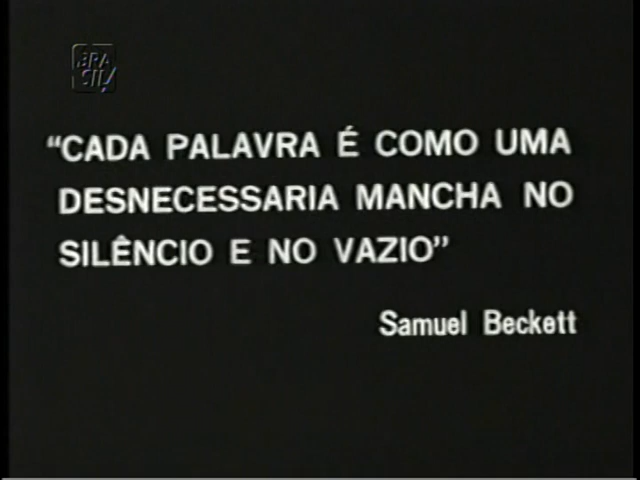 BRA
SIL
"CADA PALAVRA É COMO UMA
DESNECESSARIA MANCHA NO
SILÊNCIO E NO VAZIO"
Samuel Beckett